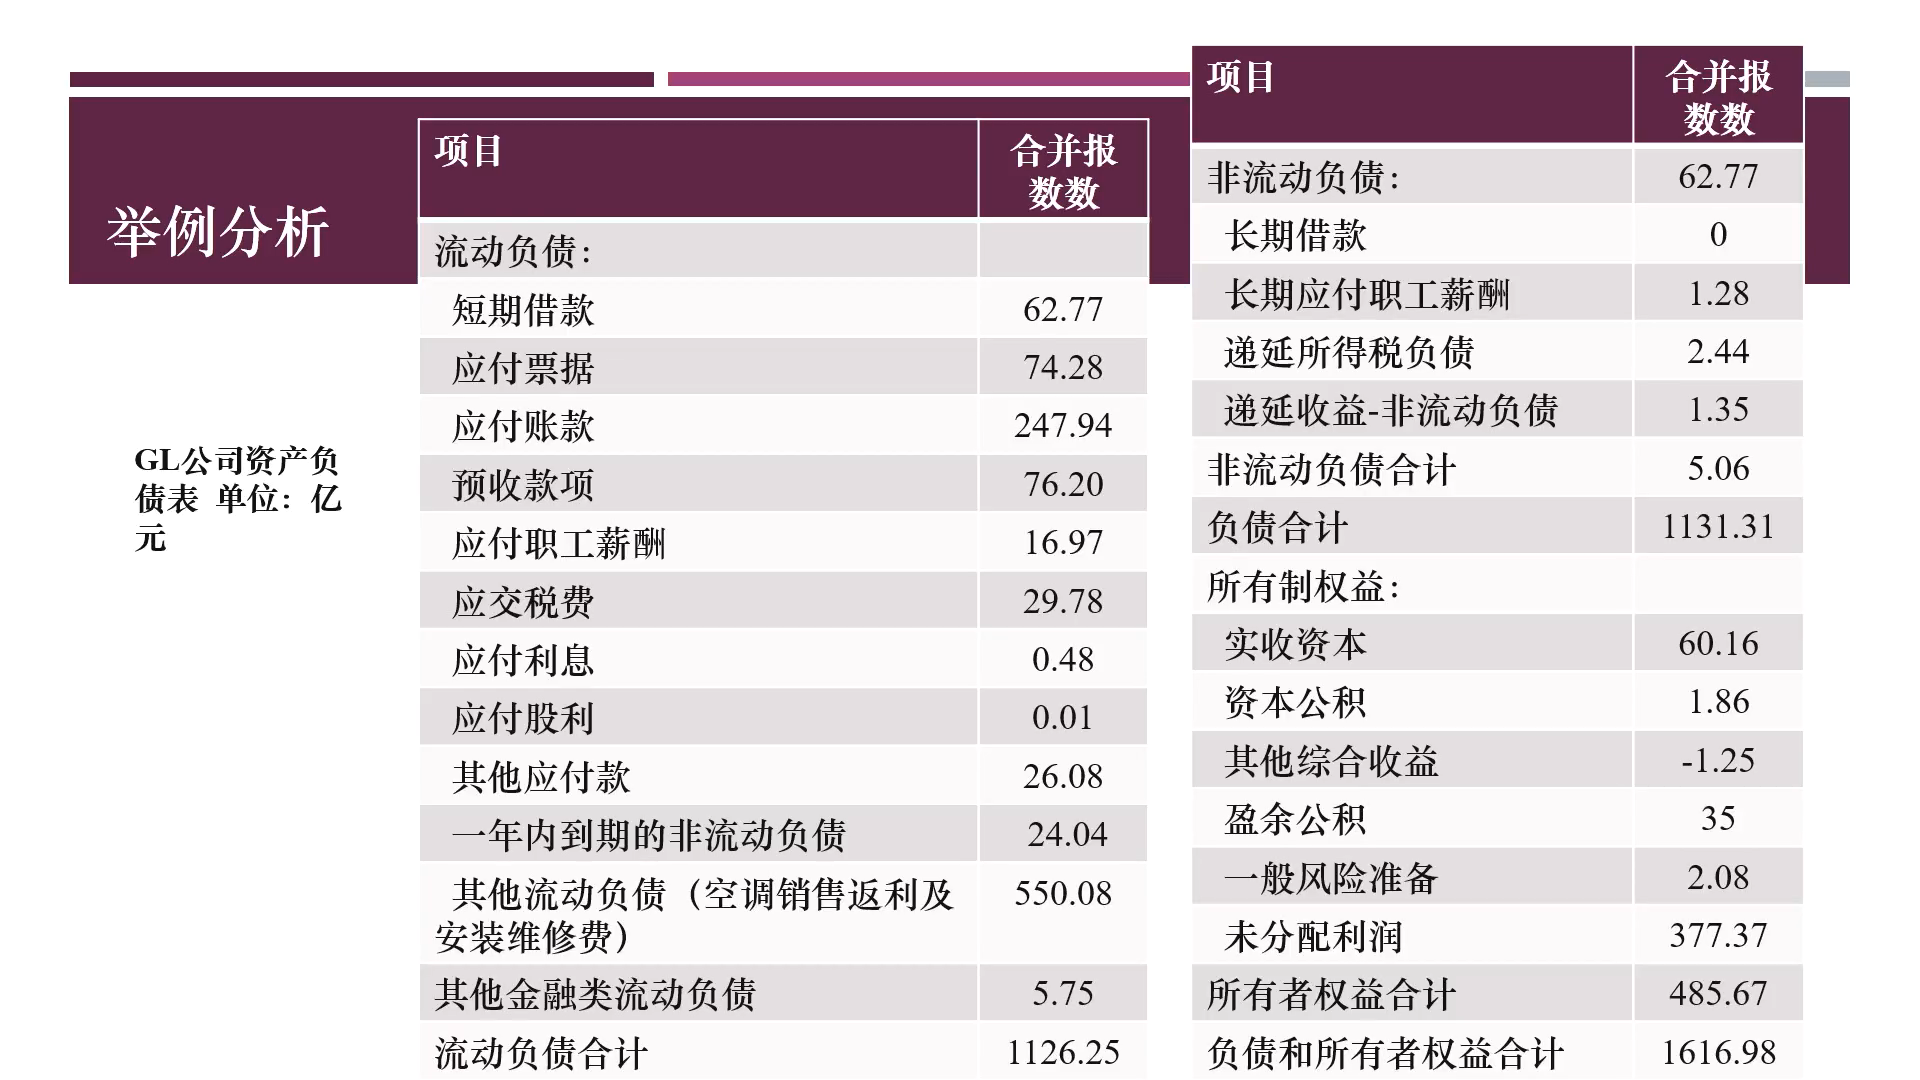 举例分析
GL公司资产负
债表 单位：亿
元
项目 合并报
数数
流动负债：
短期借款 62.77
应付票据 74.28
应付账款 247.94
预收款项 76.20
应付职工薪酬 16.97
应交税费 29.78
应付利息 0.48
应付股利 0.01
其他应付款 26.08
一年内到期的非流动负债 24.04
其他流动负债（空调销售返利及 550.08
安装维修费）
其他金融类流动负债 5.75
流动负债合计 1126.25
项目 合并报
数数
非流动负债： 62.77
长期借款 0
长期应付职工薪酬 1.28
递延所得税负债 2.44
递延收益-非流动负债 1.35
非流动负债合计 5.06
负债合计 1131.31
所有制权益：
实收资本 60.16
资本公积 1.86
其他综合收益 -1.25
盈余公积 35
一般风险准备 2.08
未分配利润 377.37
所有者权益合计 485.67
负债和所有者权益合计 1616.98